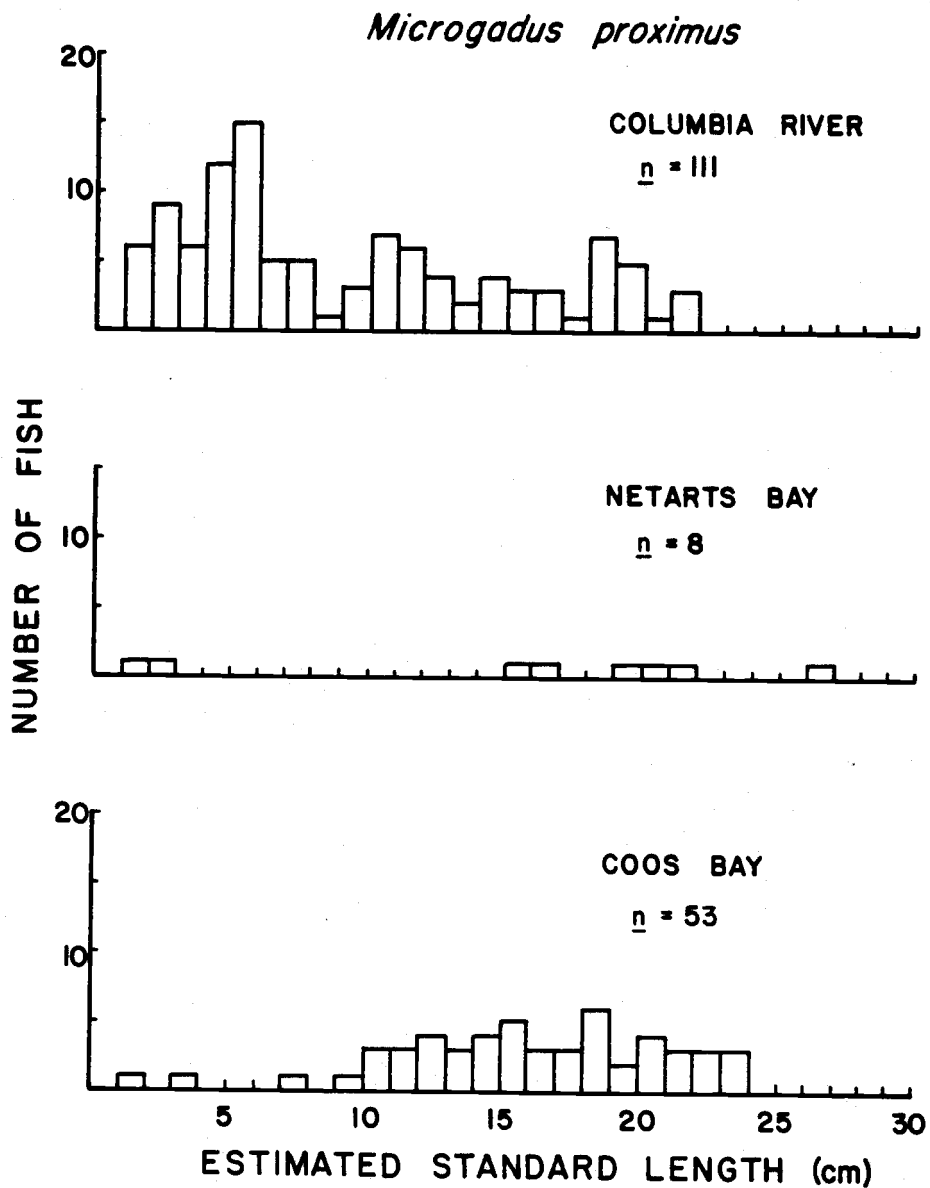 Microgadus proximus
NUMBER OF FISH
20
10
COLUMBIA RIVER
n = 111
10
NETARTS BAY
n = 8
20
10
COOS BAY
n = 53
5 10 15 20 25 30
ESTIMATED STANDARD LENGTH (cm)